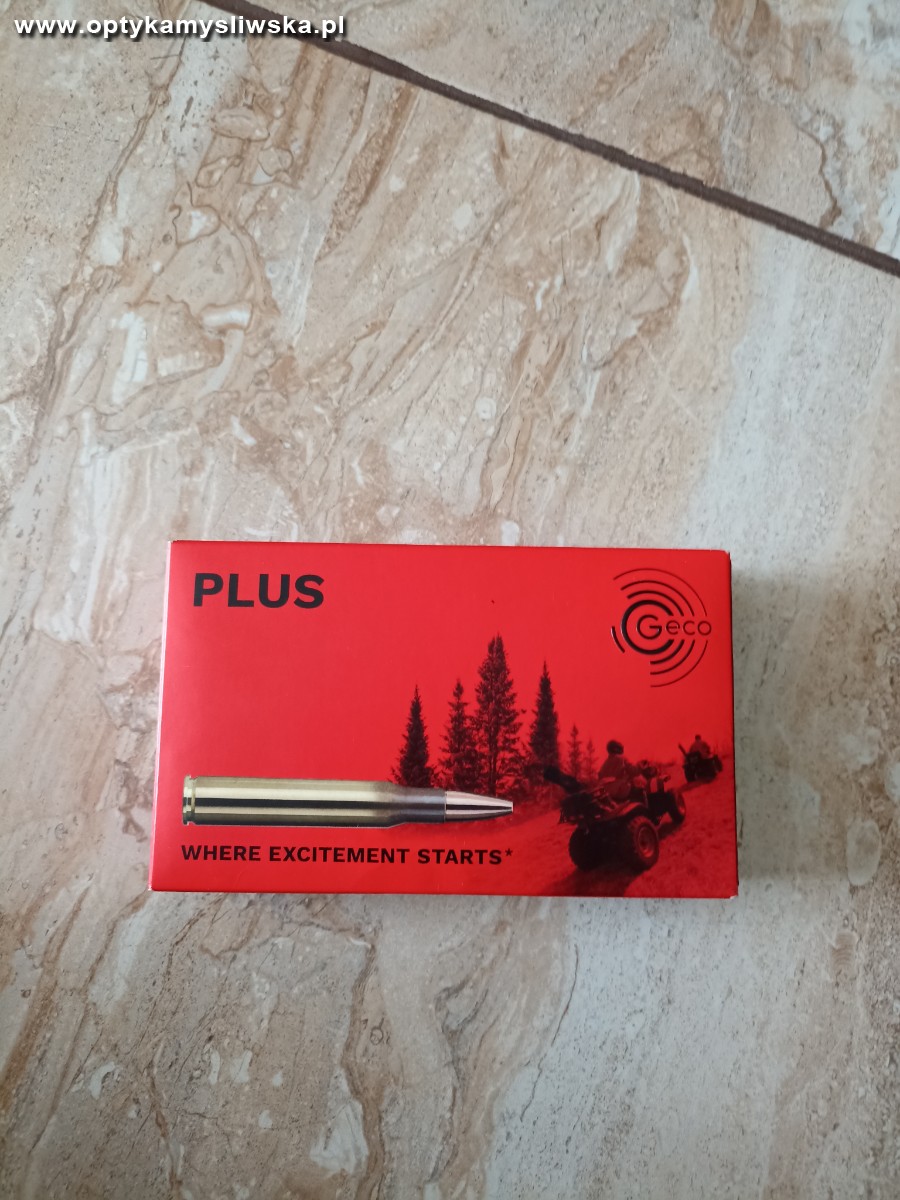 www.optykamysliwska.pl
PLUS
Geco
WHERE EXCITEMENT STARTS*